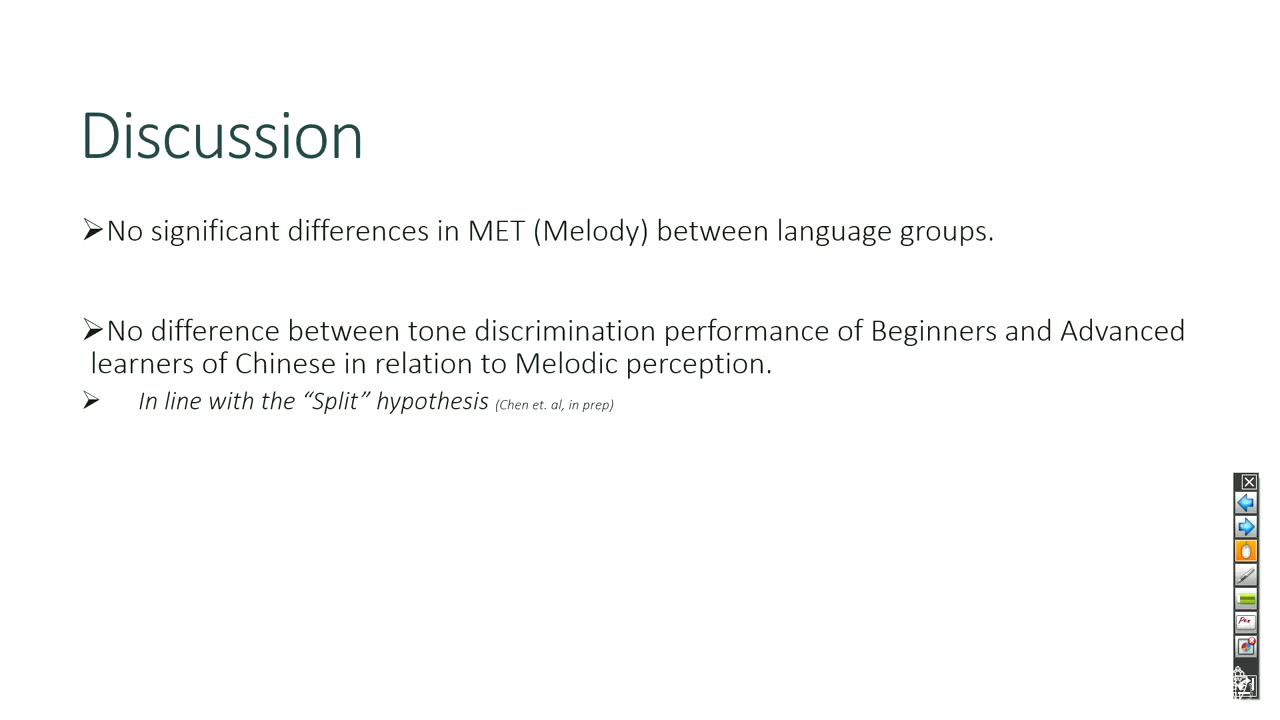 Discussion
➢No significant differences in MET (Melody) between language groups.
➢No difference between tone discrimination performance of Beginners and Advanced
learners of Chinese in relation to Melodic perception.
➢ In line with the “Split” hypothesis (Chen et. al, in prep)
Pen